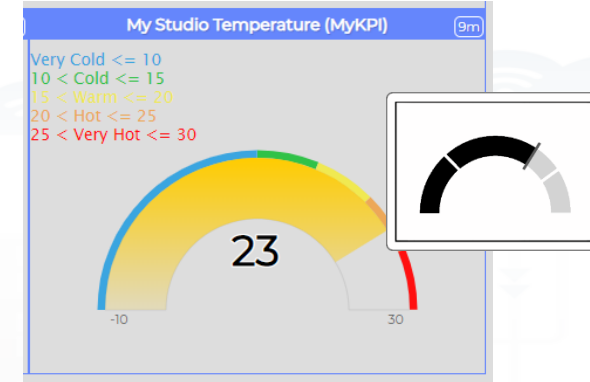 My Studio Temperature (MyKPI)
9m
Very Cold <= 10
10 < Cold <= 15
15 < Warm <= 20
20 < Hot <= 25
25 < Very Hot <= 30
23
-10
30